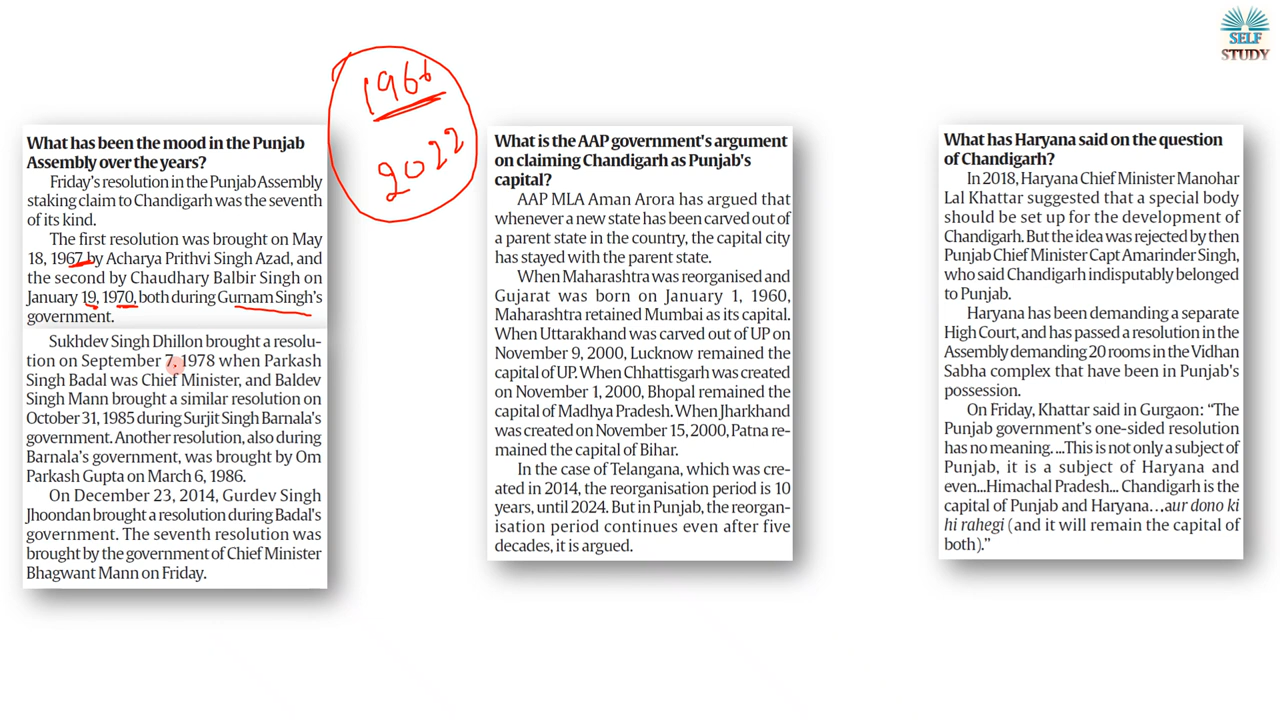 SELF
STUDY
1966
2022
What has been the mood in the Punjab
Assembly over the years?
Friday's resolution in the Punjab Assembly
staking claim to Chandigarh was the seventh
of its kind.
The first resolution was brought on May
18, 1967 by Acharya Prithvi Singh Azad, and
the second by Chaudhary Balbir Singh on
January 19, 1970, both during Gurnam Singh's
government.
Sukhdev Singh Dhillon brought a resolu-
tion on September 7, 1978 when Parkash
Singh Badal was Chief Minister, and Baldev
Singh Mann brought a similar resolution on
October 31, 1985 during Surjit Singh Barnala's
government. Another resolution, also during
Barnala's government, was brought by Om
Parkash Gupta on March 6, 1986.
On December 23, 2014, Gurdev Singh
Jhoondan brought a resolution during Badal's
government. The seventh resolution was
brought by the government of Chief Minister
Bhagwant Mann on Friday.
What is the AAP government's argument
on claiming Chandigarh as Punjab's
capital?
AAP MLA Aman Arora has argued that
whenever a new state has been carved out of
a parent state in the country, the capital city
has stayed with the parent state.
When Maharashtra was reorganised and
Gujarat was born on January 1, 1960,
Maharashtra retained Mumbai as its capital.
When Uttarakhand was carved out of UP on
November 9, 2000, Lucknow remained the
capital of UP. When Chhattisgarh was created
on November 1, 2000, Bhopal remained the
capital of Madhya Pradesh. When Jharkhand
was created on November 15, 2000, Patna re-
mained the capital of Bihar.
In the case of Telangana, which was cre-
ated in 2014, the reorganisation period is 10
years, until 2024. But in Punjab, the reorgan-
isation period continues even after five
decades, it is argued.
What has Haryana said on the question
of Chandigarh?
In 2018, Haryana Chief Minister Manohar
Lal Khattar suggested that a special body
should be set up for the development of
Chandigarh. But the idea was rejected by then
Punjab Chief Minister Capt Amarinder Singh,
who said Chandigarh indisputably belonged
to Punjab.
Haryana has been demanding a separate
High Court, and has passed a resolution in the
Assembly demanding 20 rooms in the Vidhan
Sabha complex that have been in Punjab's
possession.
On Friday, Khattar said in Gurgaon: “The
Punjab government's one-sided resolution
has no meaning. ...This is not only a subject of
Punjab, it is a subject of Haryana and
even...Himachal Pradesh... Chandigarh is the
capital of Punjab and Haryana...aur dono ki
hi rahegi (and it will remain the capital of
both).”